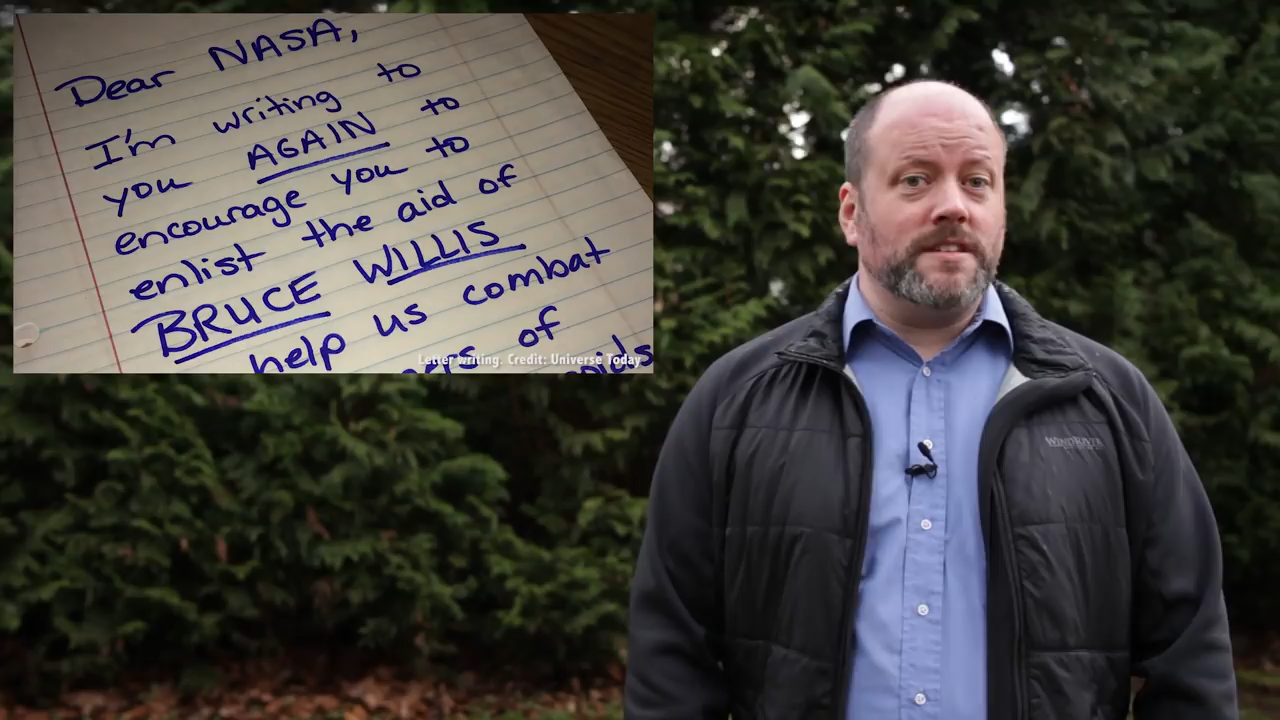 Dear NASA,
I'm writing to
you AGAIN to
encourage you to
enlist the aid of
BRUCE WILLIS
help us combat
of
Letter writing. Credit: Universe Today
WINDRIVER